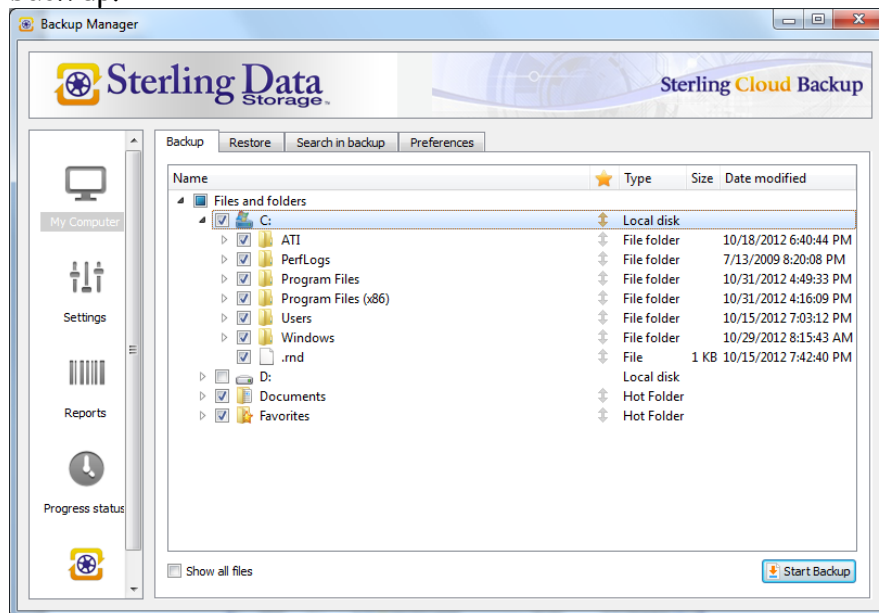 Backup Manager
Sterling Data
Storage™
Sterling Cloud Backup
Backup Restore Search in backup Preferences
Name Type Size Date modified
Files and folders
C: Local disk
ATI File folder 10/18/2012 6:40:44 PM
PerfLogs File folder 7/13/2009 8:20:08 PM
Program Files File folder 10/31/2012 4:49:33 PM
Program Files (x86) File folder 10/31/2012 4:16:09 PM
Users File folder 10/15/2012 7:03:12 PM
Windows File folder 10/29/2012 8:15:43 AM
.rnd File 1 KB 10/15/2012 7:42:40 PM
D: Local disk
Documents Hot Folder
Favorites Hot Folder
My Computer
Settings
Reports
Progress status
Show all files Start Backup